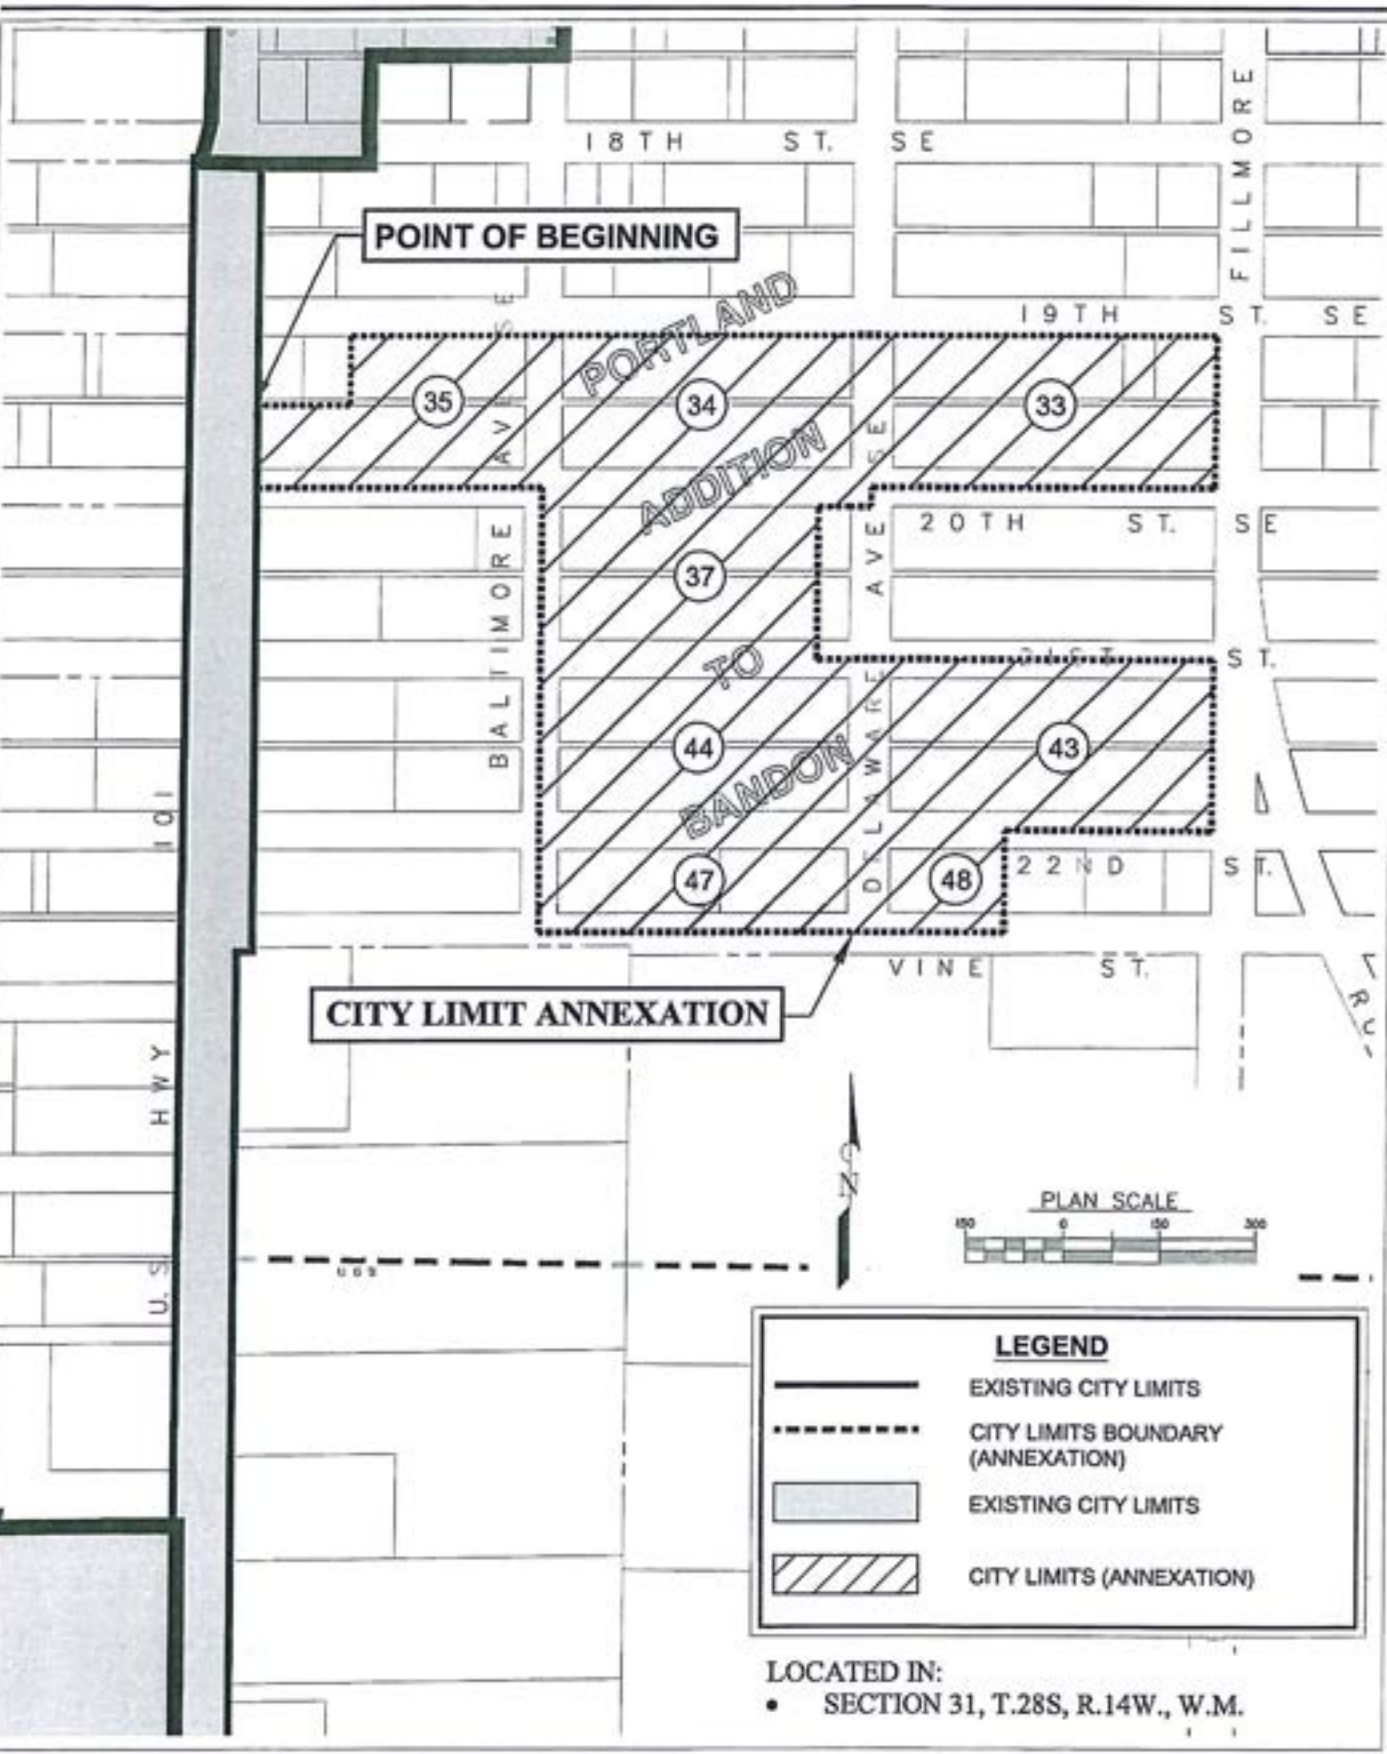 18TH ST. SE
FILLMORE
POINT OF BEGINNING
19TH ST. SE
PORTLAND
ADDITION
TO
BANDON
35
34
33
AVE SE
BALTIMORE
20TH ST. SE
37
DELAWARE AVE SE
21ST ST.
44
43
22ND ST.
47
48
VINE ST.
CITY LIMIT ANNEXATION
U.S. HWY 101
N
UGB
PLAN SCALE
150 0 150 300
LEGEND
EXISTING CITY LIMITS
CITY LIMITS BOUNDARY
(ANNEXATION)
EXISTING CITY LIMITS
CITY LIMITS (ANNEXATION)
LOCATED IN:
• SECTION 31, T.28S, R.14W., W.M.